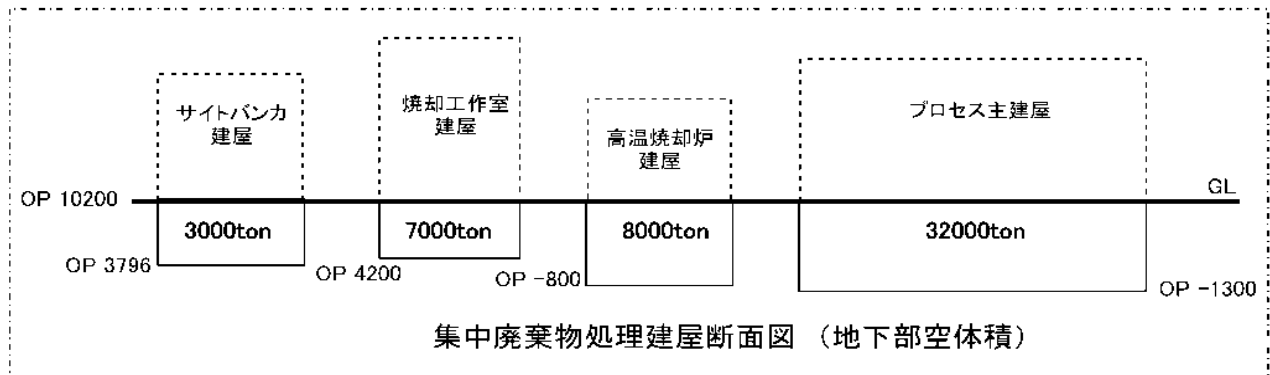 サイトバンカ
建屋
焼却工作室
建屋
高温焼却炉
建屋
プロセス主建屋
OP 10200
GL
3000ton
7000ton
8000ton
32000ton
OP 3796
OP 4200
OP -800
OP -1300
集中廃棄物処理建屋断面図 （地下部空体積）